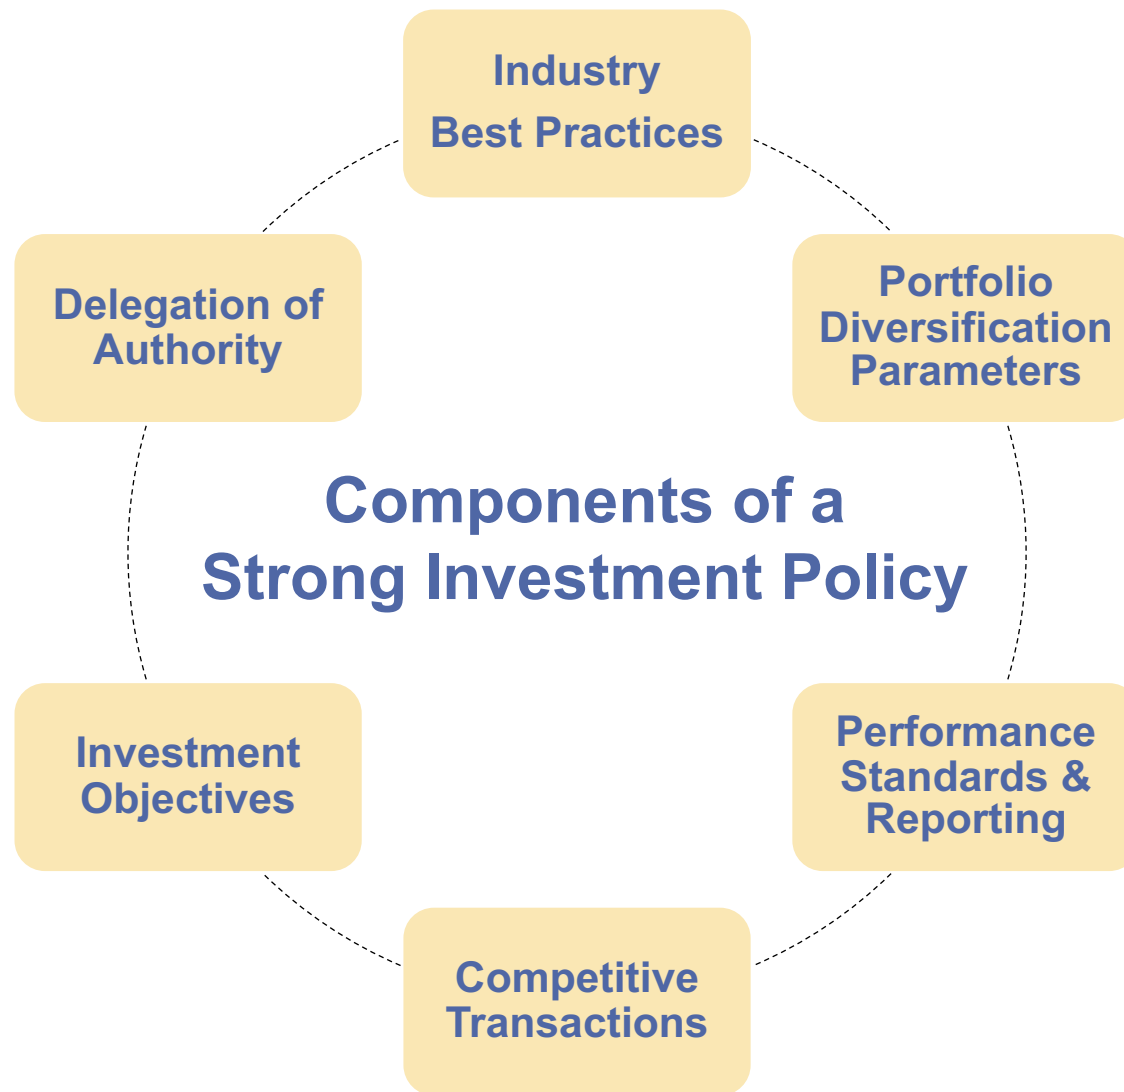 Industry
Best Practices
Delegation of
Authority
Portfolio
Diversification
Parameters
Components of a
Strong Investment Policy
Investment
Objectives
Performance
Standards &
Reporting
Competitive
Transactions